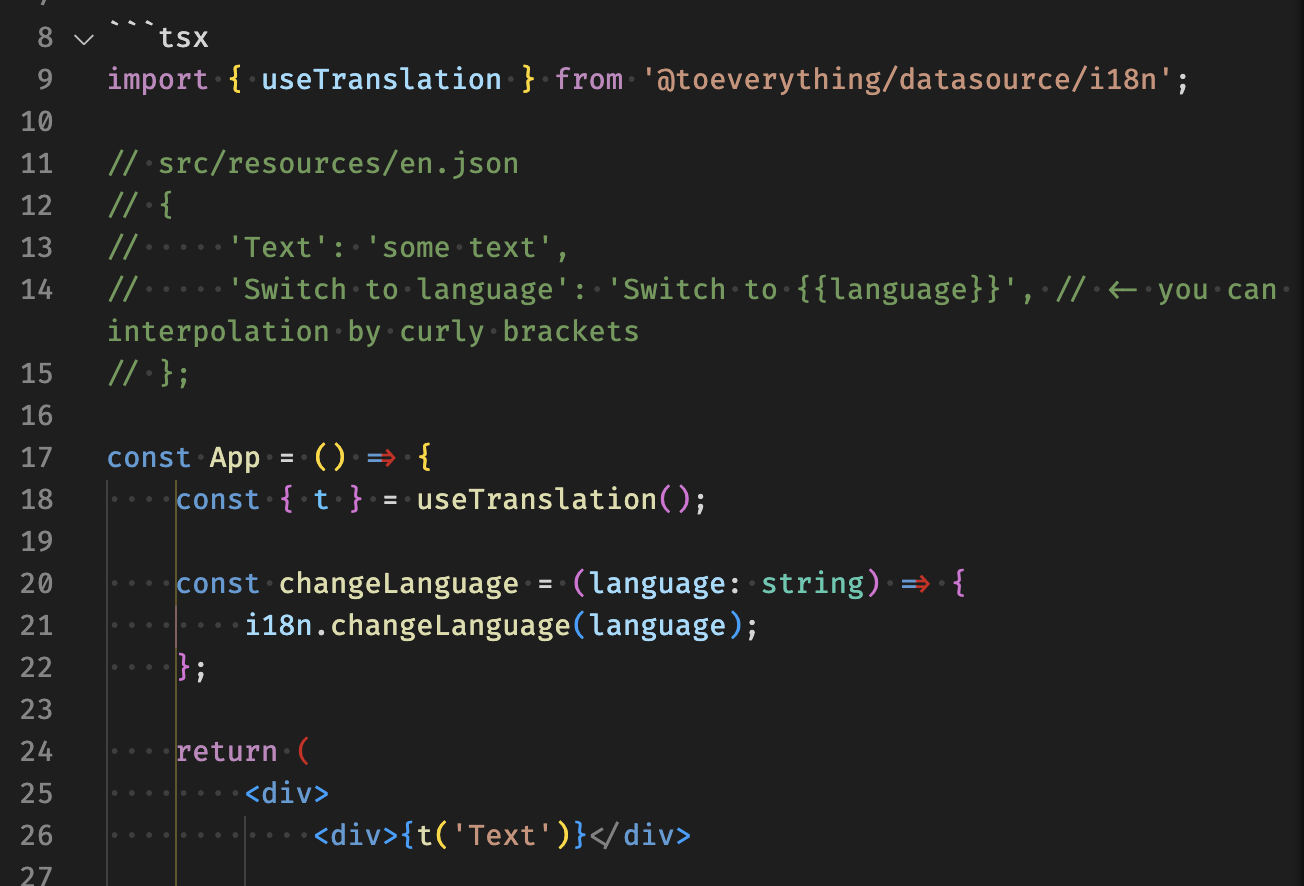 8 ```tsx
9 import { useTranslation } from '@toeverything/datasource/i18n';
10
11 // src/resources/en.json
12 // {
13 //     'Text': 'some text',
14 //     'Switch to language': 'Switch to {{language}}', // <- you can
interpolation by curly brackets
15 // };
16
17 const App = () => {
18     const { t } = useTranslation();
19
20     const changeLanguage = (language: string) => {
21         i18n.changeLanguage(language);
22     };
23
24     return (
25         <div>
26             <div>{t('Text')}</div>
27